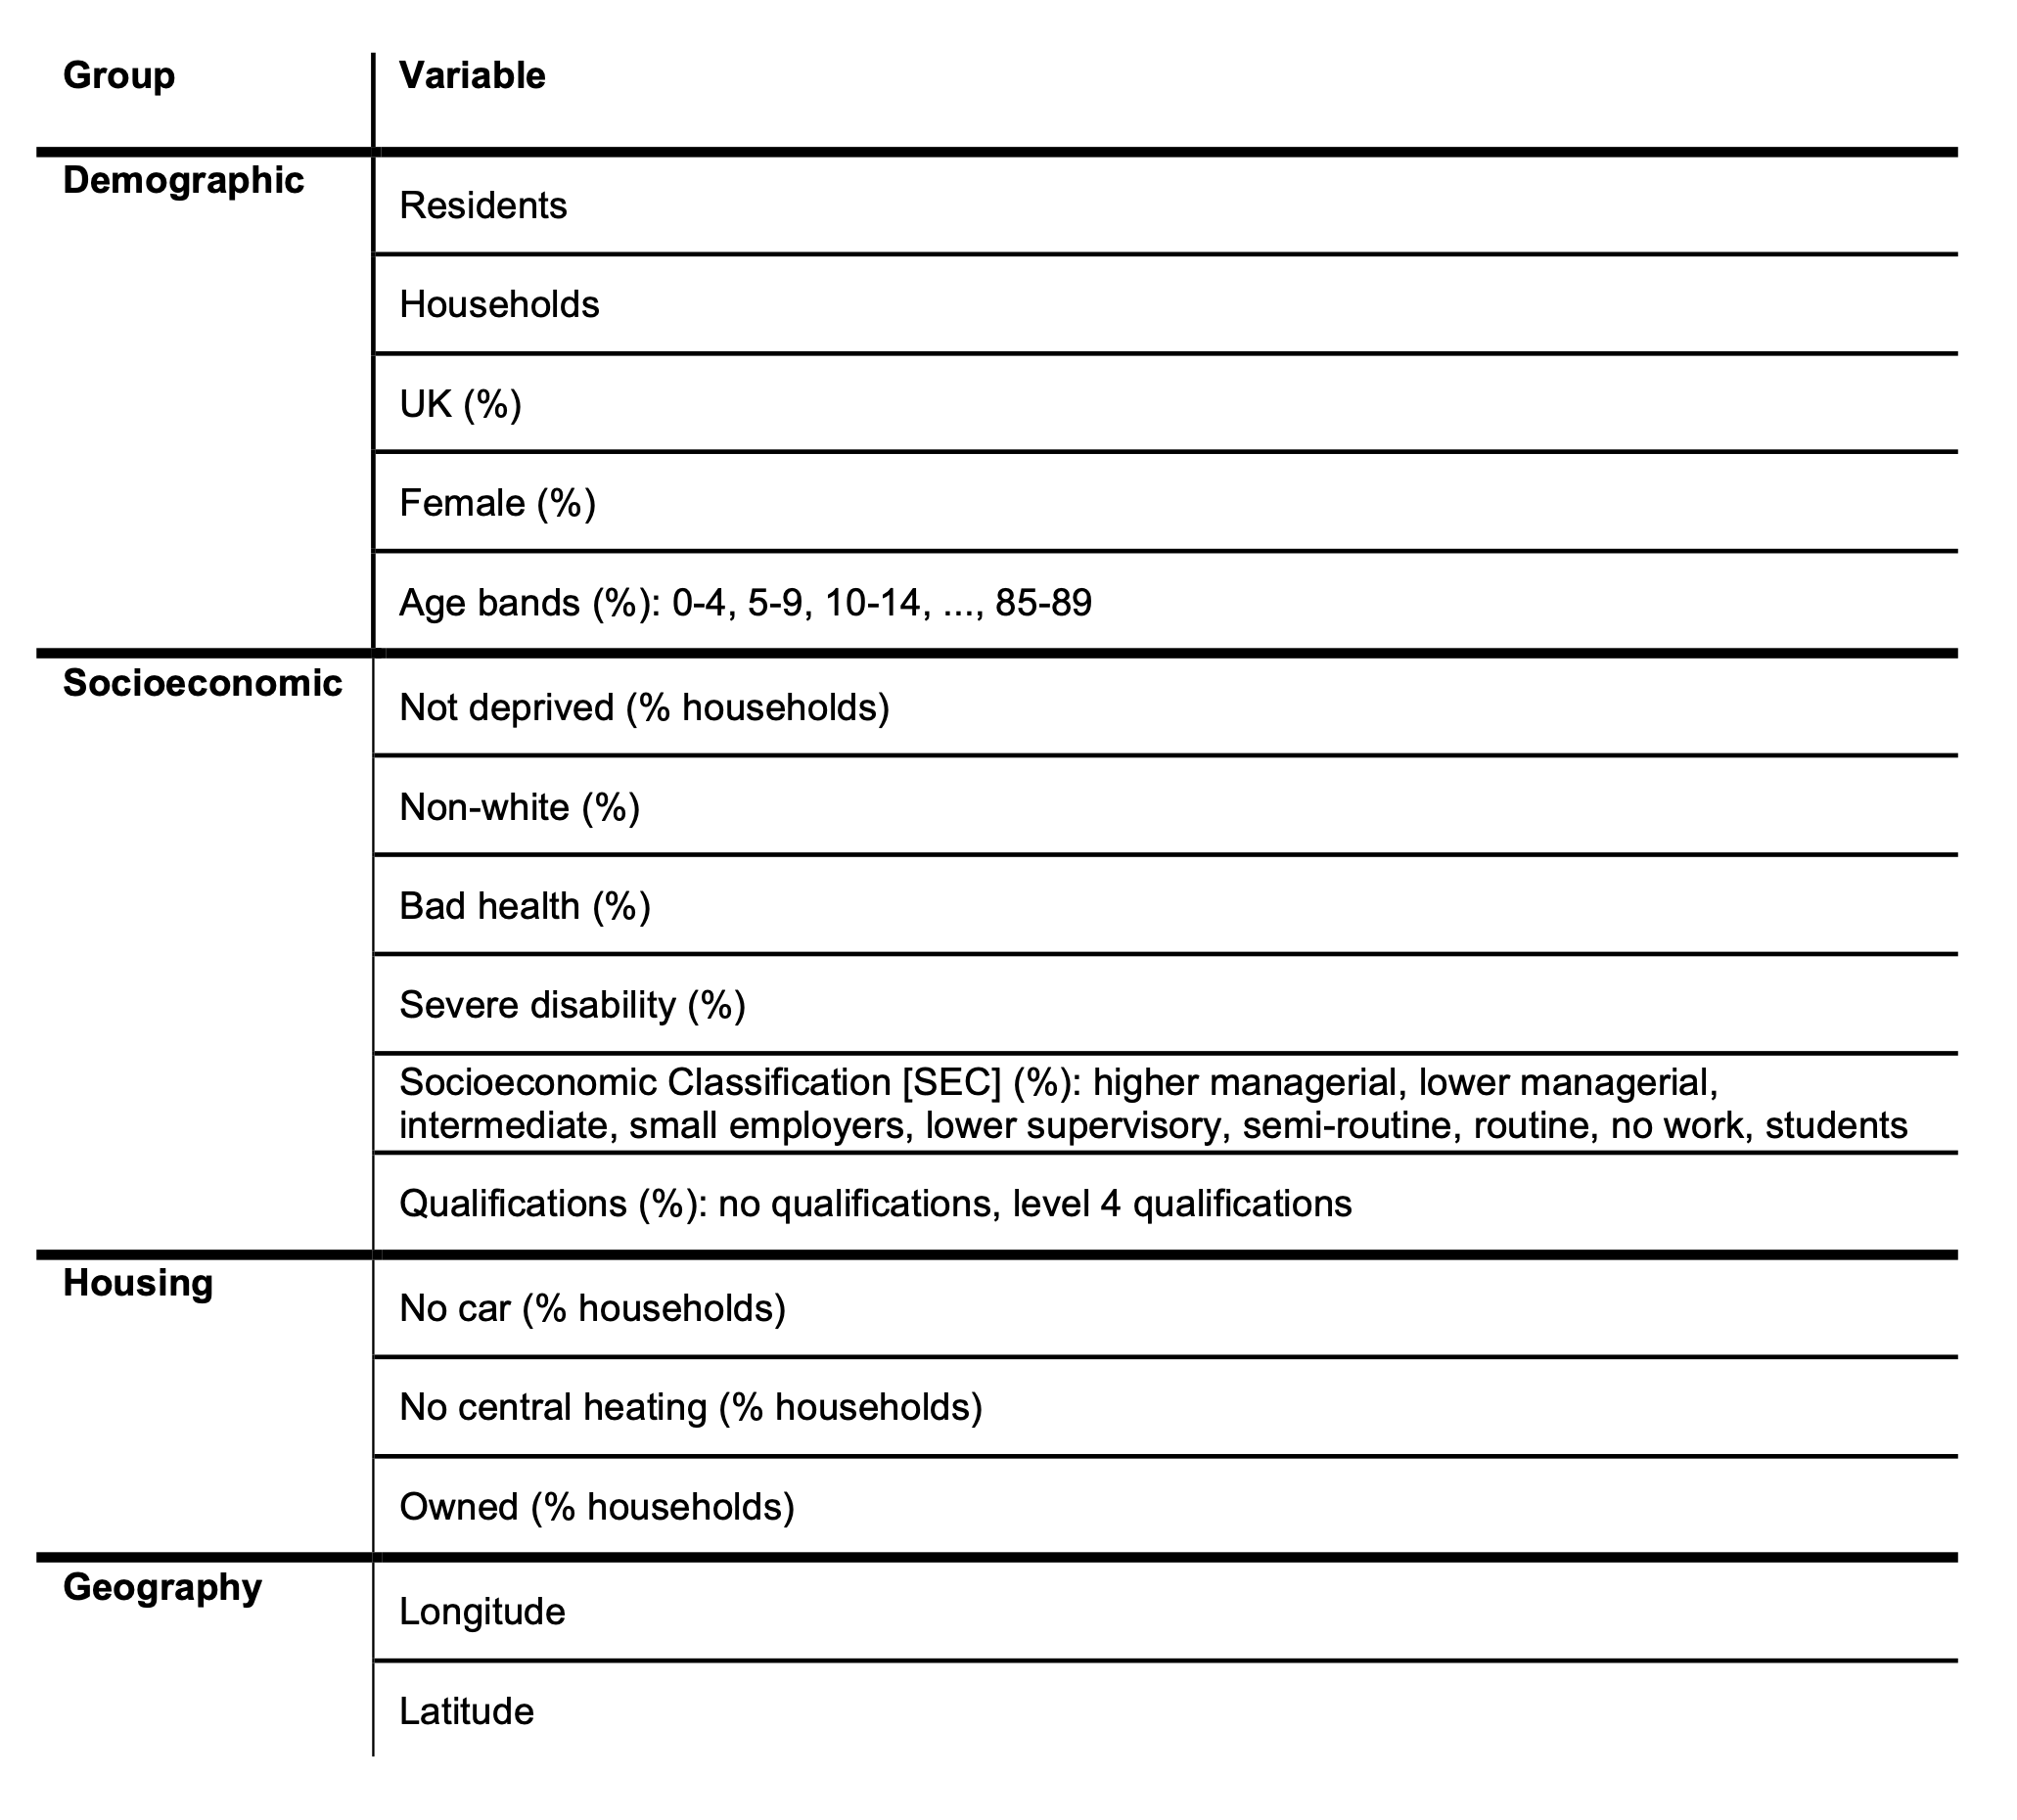 Group Variable
Demographic
Residents
Households
UK (%)
Female (%)
Age bands (%): 0-4, 5-9, 10-14, ..., 85-89
Socioeconomic
Not deprived (% households)
Non-white (%)
Bad health (%)
Severe disability (%)
Socioeconomic Classification [SEC] (%): higher managerial, lower managerial,
intermediate, small employers, lower supervisory, semi-routine, routine, no work, students
Qualifications (%): no qualifications, level 4 qualifications
Housing
No car (% households)
No central heating (% households)
Owned (% households)
Geography
Longitude
Latitude